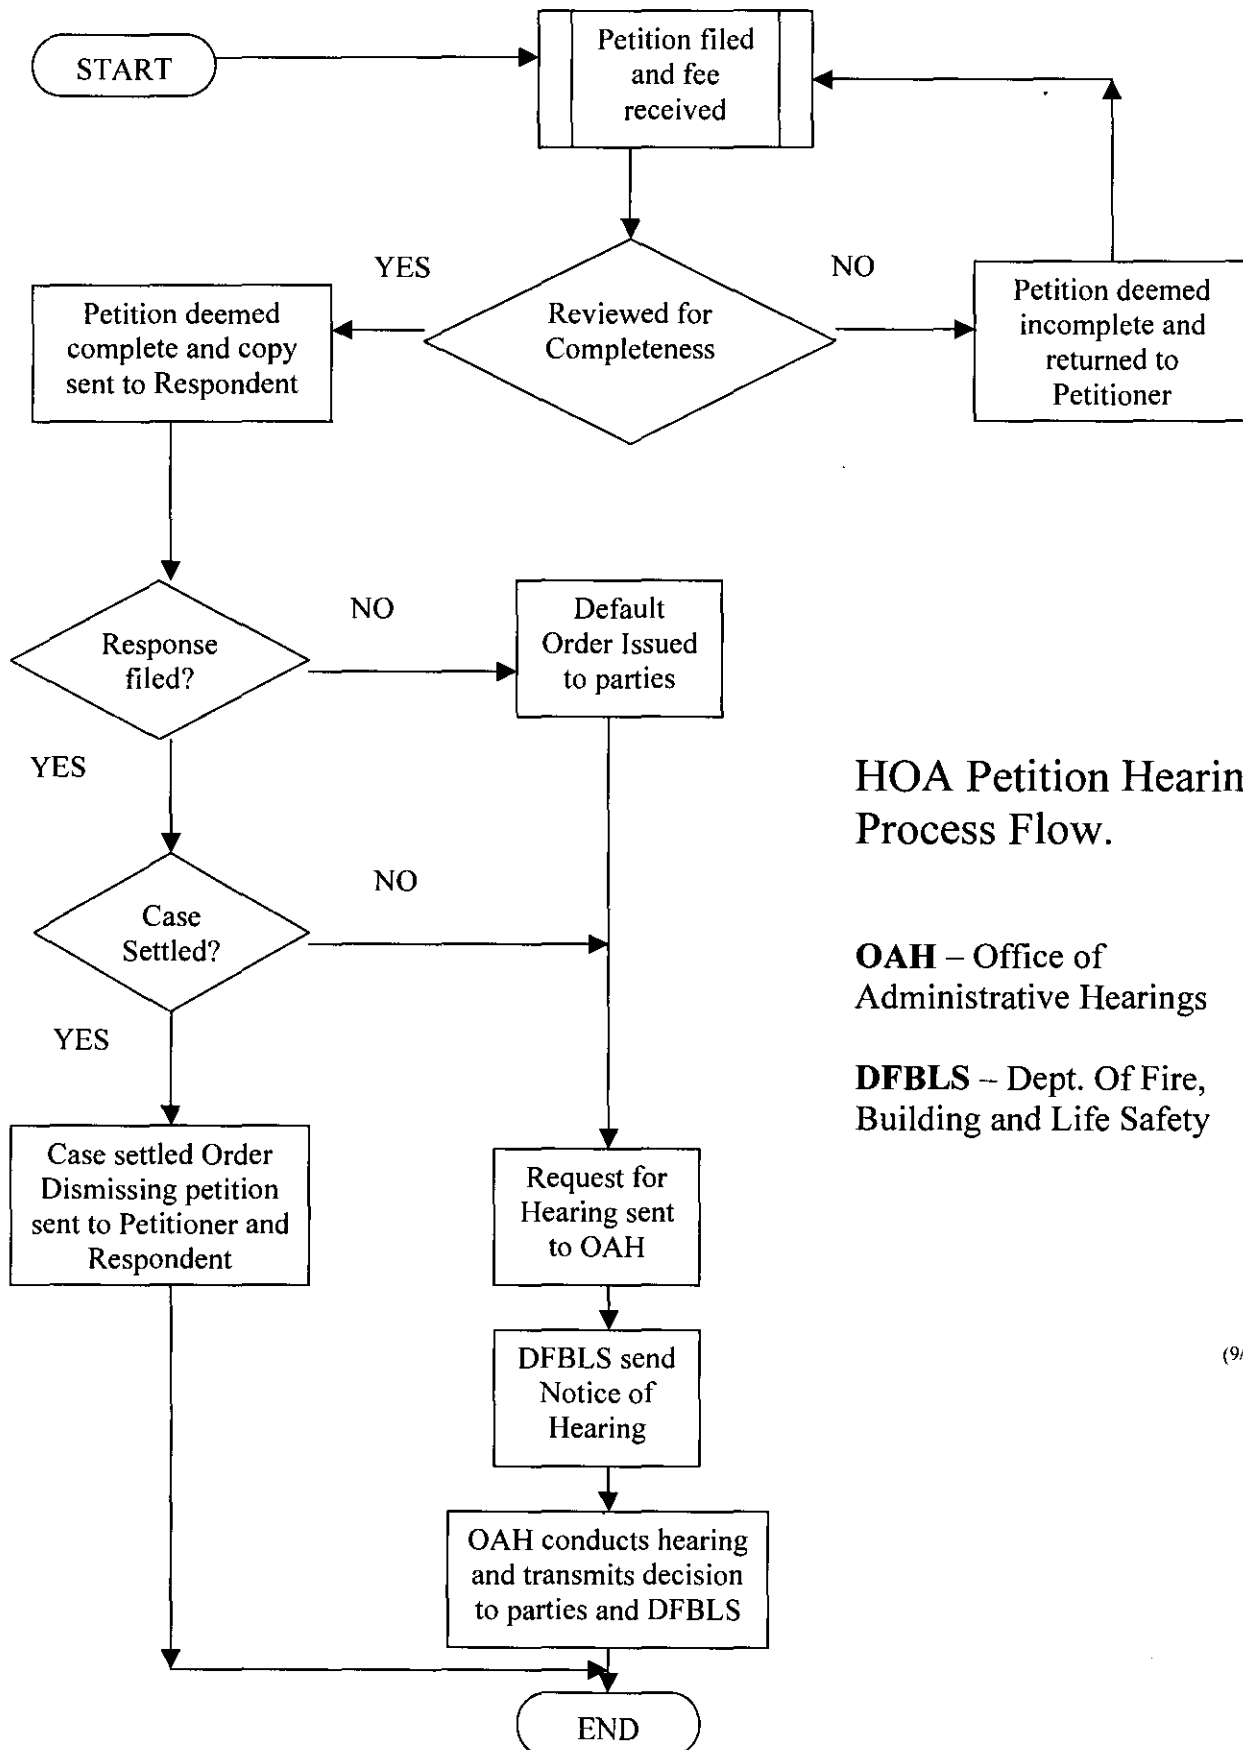 START
Petition filed
and fee
received
YES
NO
Reviewed for
Completeness
Petition deemed
complete and copy
sent to Respondent
Petition deemed
incomplete and
returned to
Petitioner
Response
filed?
NO
Default
Order Issued
to parties
YES
Case
Settled?
NO
YES
HOA Petition Hearin
Process Flow.
OAH – Office of
Administrative Hearings
DFBLS – Dept. Of Fire,
Building and Life Safety
Case settled Order
Dismissing petition
sent to Petitioner and
Respondent
Request for
Hearing sent
to OAH
DFBLS send
Notice of
Hearing
(9/
OAH conducts hearing
and transmits decision
to parties and DFBLS
END